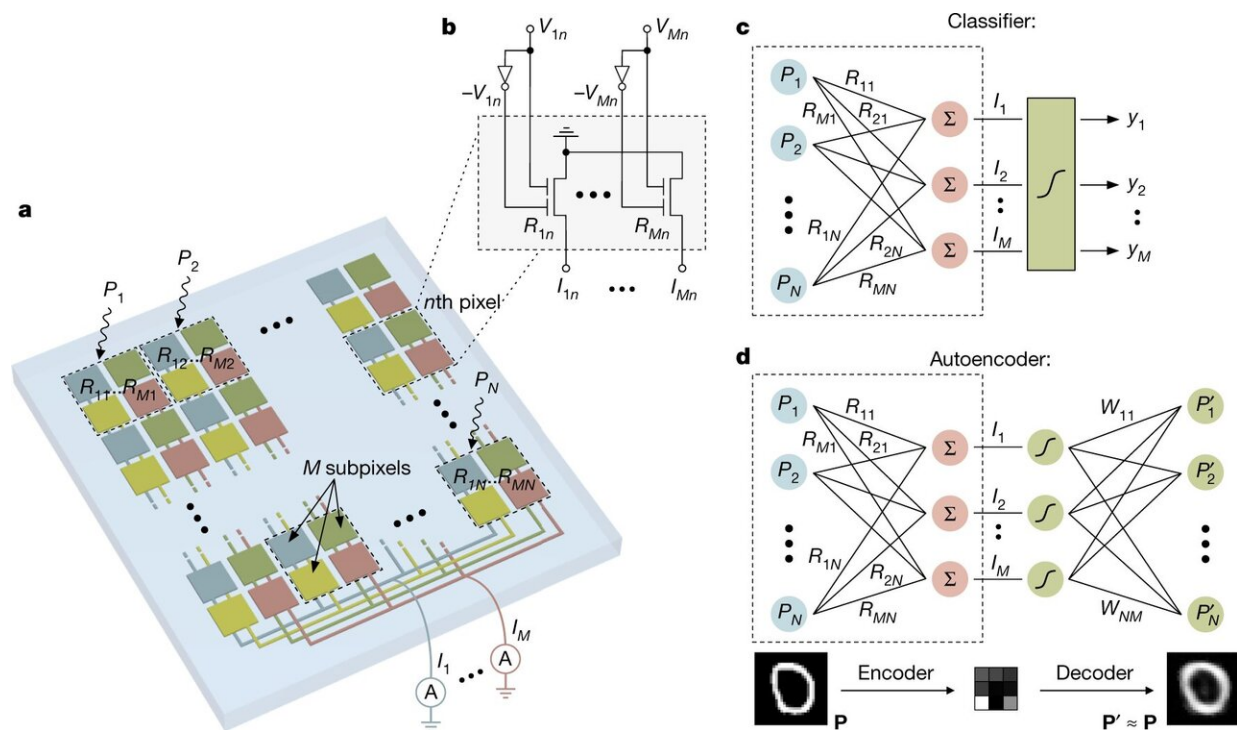 a
P1
P2
R11...RM1
R12...RM2
nth pixel
PN
R1N...RMN
M subpixels
I1
IM
A
A
b
V1n
VMn
–V1n
–VMn
R1n
RMn
I1n
IMn
c
Classifier:
P1
P2
PN
R11
RM1
R21
R1N
R2N
RMN
Σ
Σ
Σ
I1
I2
IM
y1
y2
yM
d
Autoencoder:
P1
P2
PN
R11
RM1
R21
R1N
R2N
RMN
Σ
Σ
Σ
I1
I2
IM
W11
WNM
P′1
P′2
P′N
Encoder
Decoder
P
P′ ≈ P